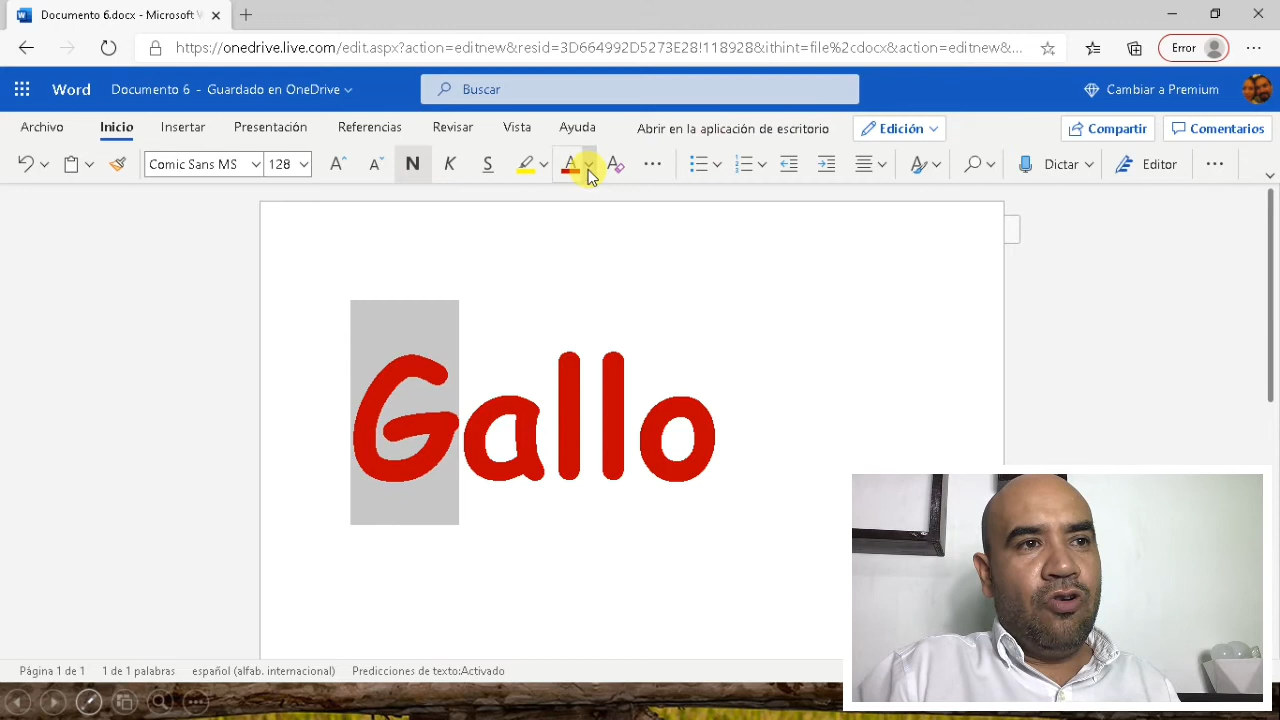 Documento 6.docx - Microsoft
https://onedrive.live.com/edit.aspx?action=editnew&resid=3D664992D5273E28!118928&ithint=file%2cdocx&action=editnew&...
Error
Word
Documento 6 - Guardado en OneDrive
Buscar
Cambiar a Premium
Archivo Inicio Insertar Presentación Referencias Revisar Vista Ayuda Abrir en la aplicación de escritorio Edición Compartir Comentarios
Comic Sans MS 128 A A N K S A A Dictar Editor
Gallo
Página 1 de 1 1 de 1 palabras español (alfab. internacional) Predicciones de texto:Activado